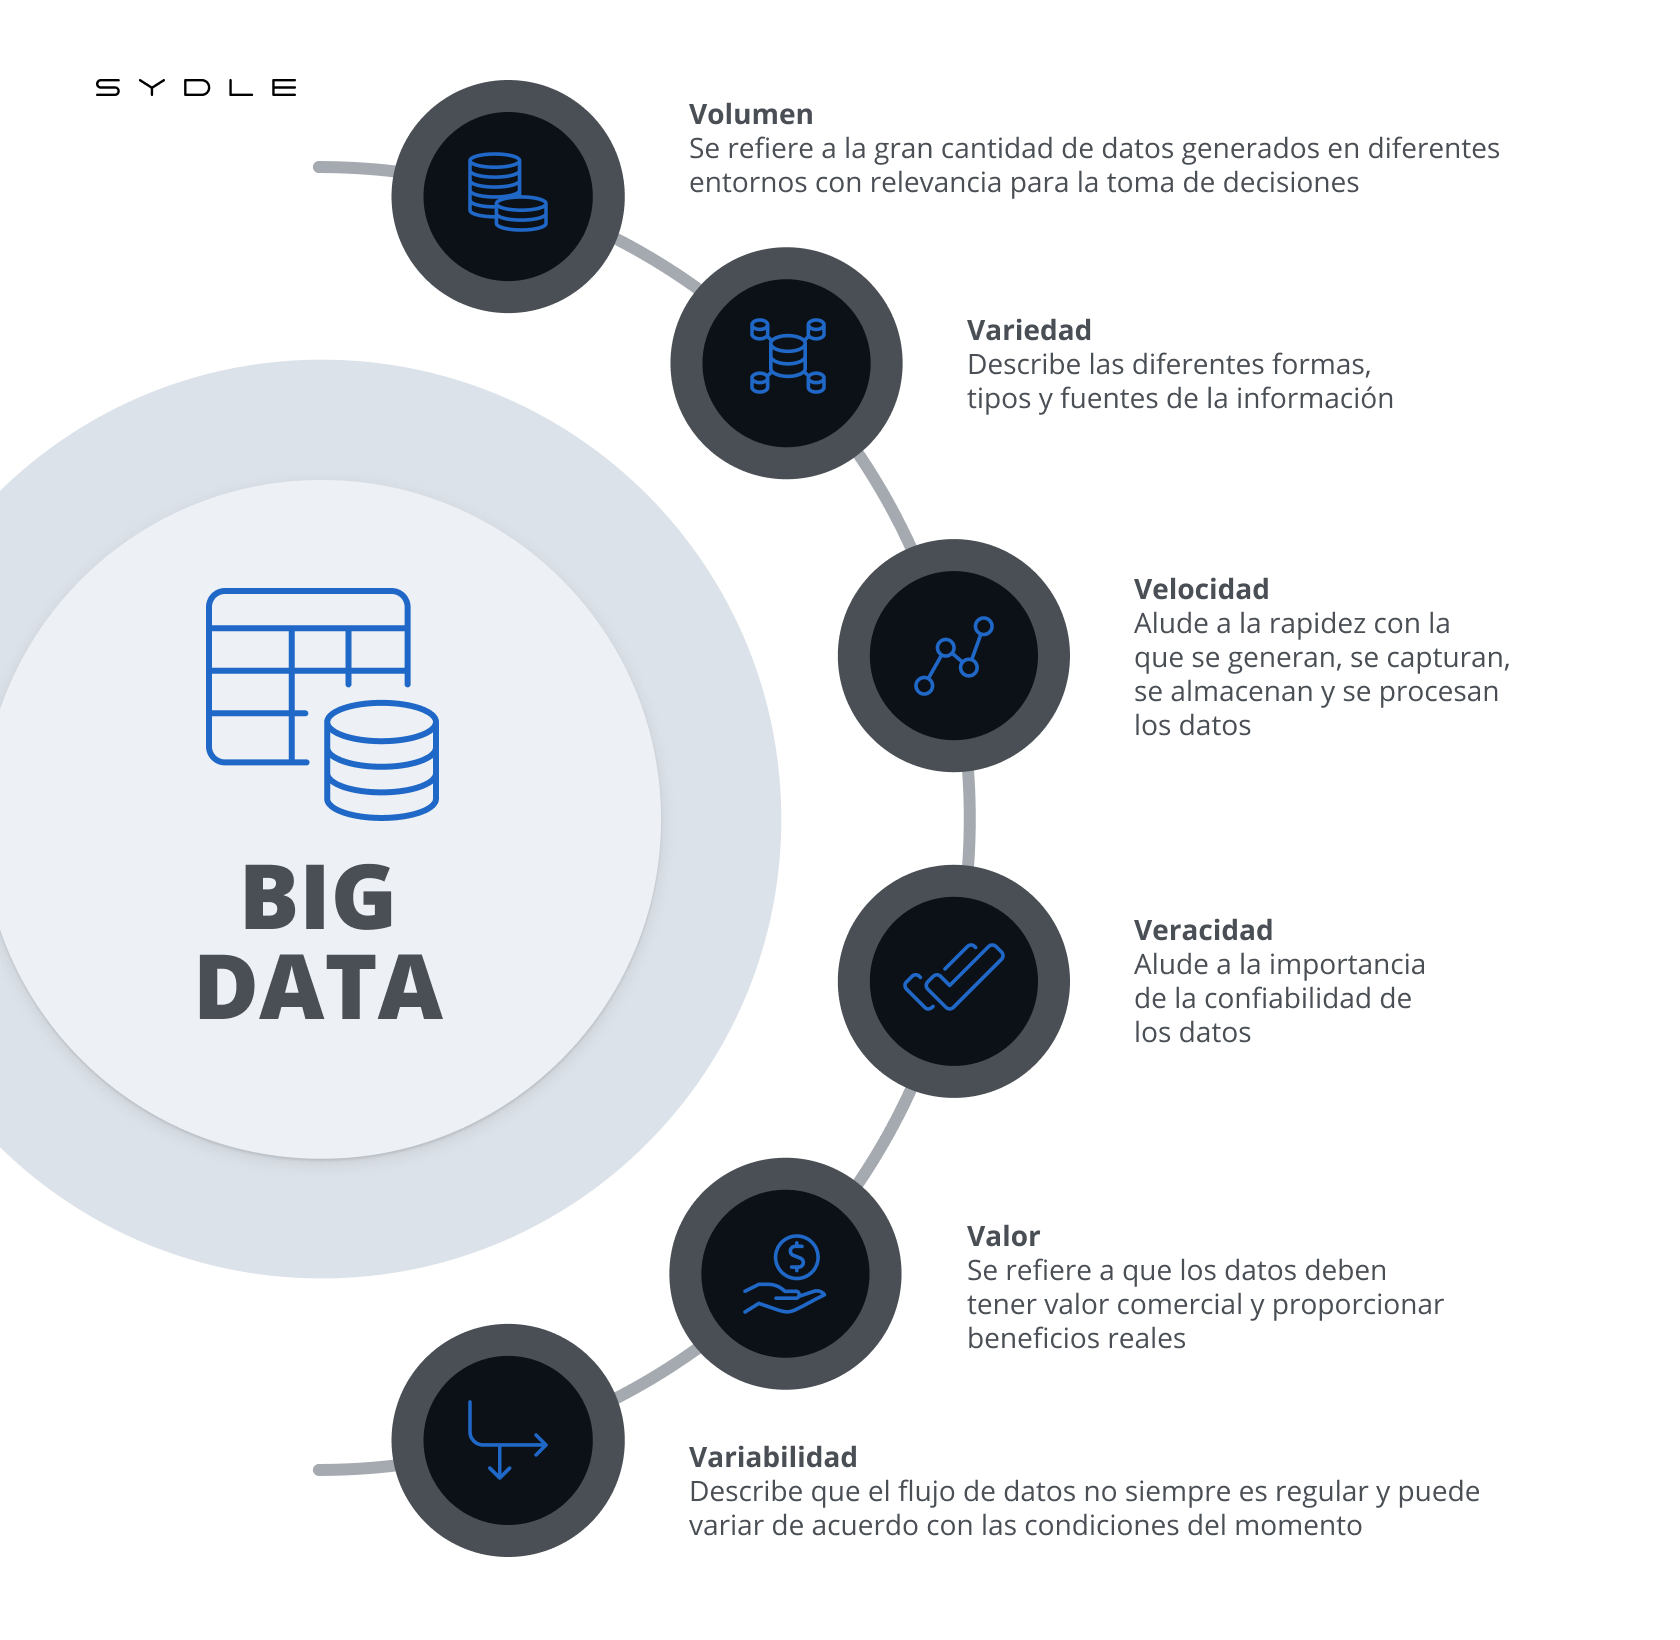 SYDLE
Volumen
Se refiere a la gran cantidad de datos generados en diferentes
entornos con relevancia para la toma de decisiones
Variedad
Describe las diferentes formas,
tipos y fuentes de la información
Velocidad
Alude a la rapidez con la
que se generan, se capturan,
se almacenan y se procesan
los datos
BIG
DATA
Veracidad
Alude a la importancia
de la confiabilidad de
los datos
Valor
Se refiere a que los datos deben
tener valor comercial y proporcionar
beneficios reales
Variabilidad
Describe que el flujo de datos no siempre es regular y puede
variar de acuerdo con las condiciones del momento